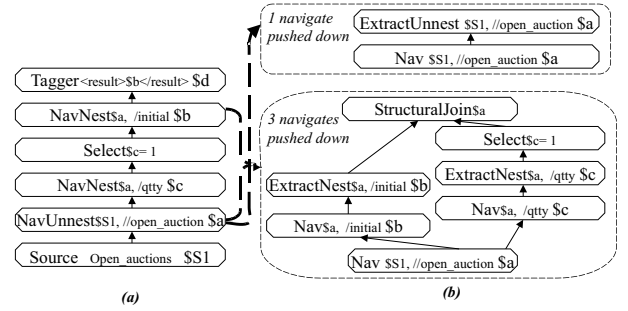 Tagger<result>$b</result> $d
NavNest$a, /initial $b
Select$c= 1
NavNest$a, /qtty $c
NavUnnest$S1, //open_auction $a
Source Open_auctions $S1
(a)
1 navigate
pushed down
ExtractUnnest $S1, //open_auction $a
Nav $S1, //open_auction $a
3 navigates
pushed down
StructuralJoin$a
Select$c= 1
ExtractNest$a, /initial $b
ExtractNest$a, /qtty $c
Nav$a, /initial $b
Nav$a, /qtty $c
Nav $S1, //open_auction $a
(b)